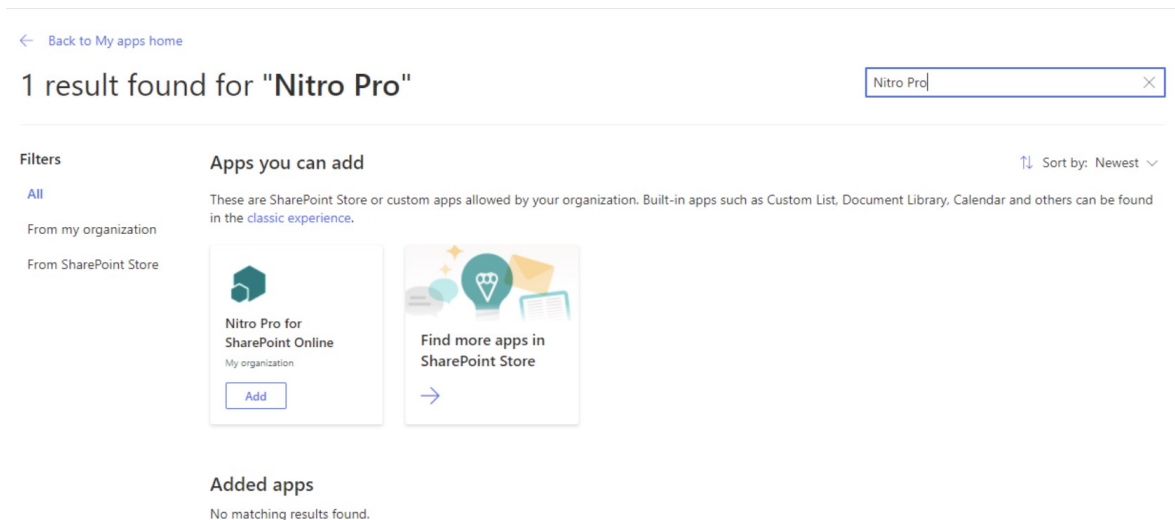 Back to My apps home
1 result found for "Nitro Pro"
Nitro Pro
Filters
All
From my organization
From SharePoint Store
Apps you can add
Sort by: Newest
These are SharePoint Store or custom apps allowed by your organization. Built-in apps such as Custom List, Document Library, Calendar and others can be found
in the classic experience.
Nitro Pro for
SharePoint Online
My organization
Add
Find more apps in
SharePoint Store
Added apps
No matching results found.